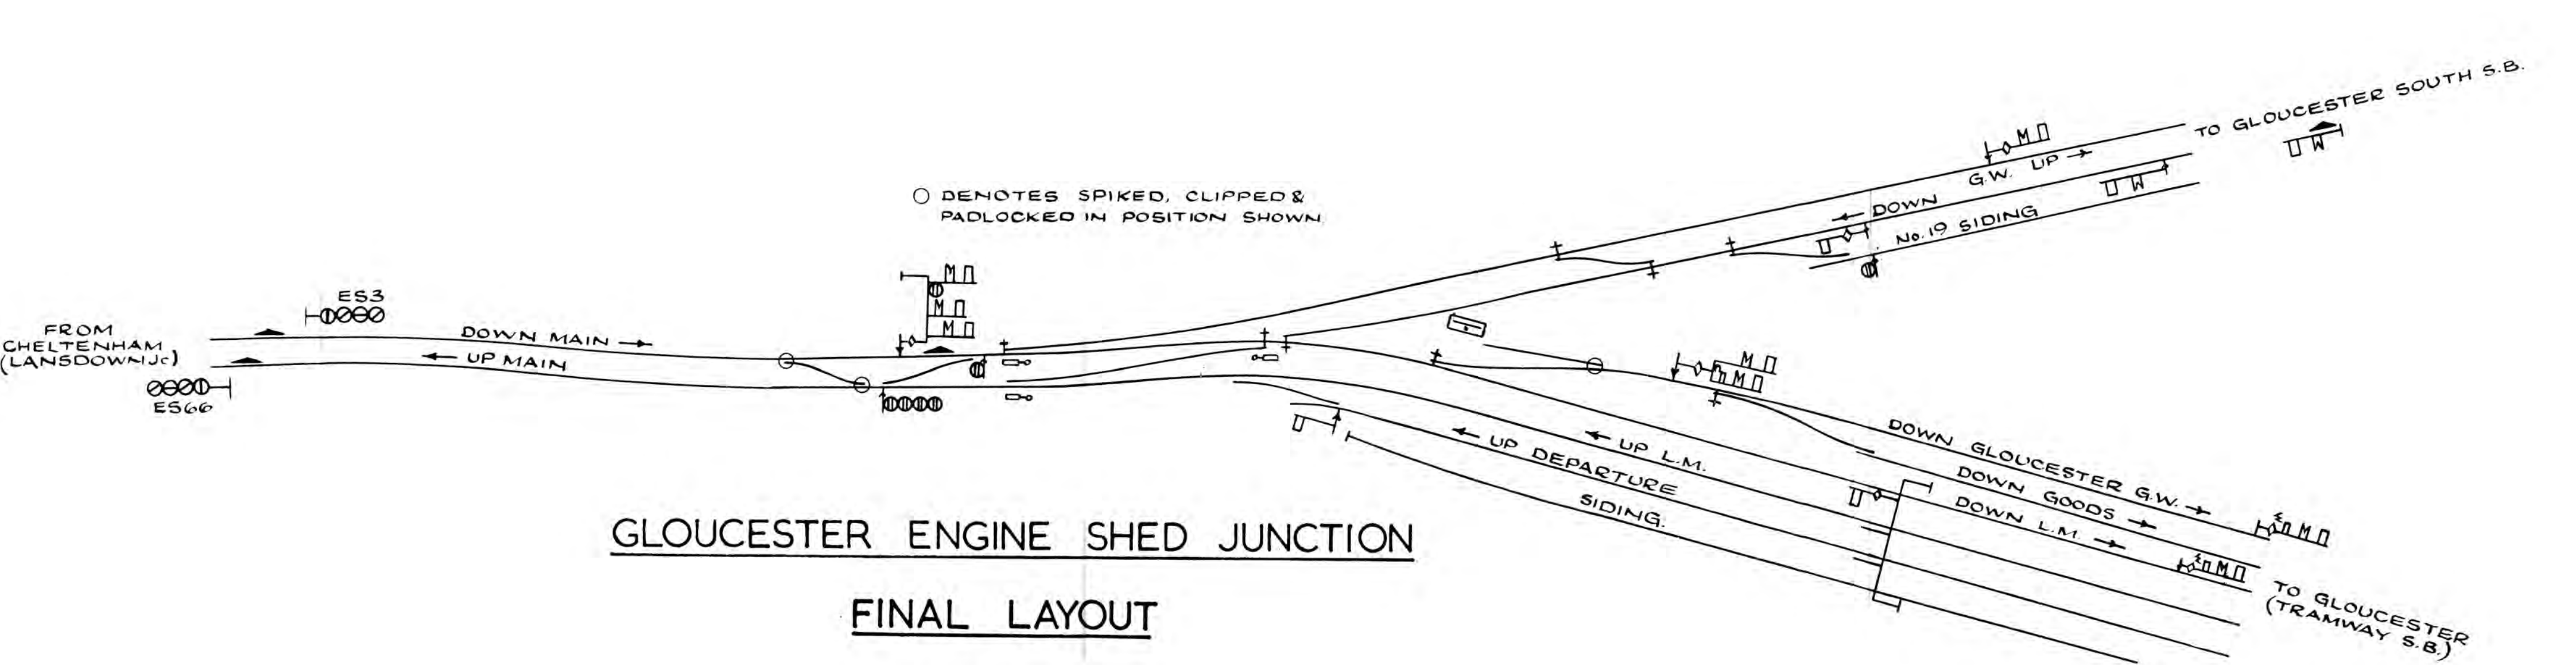 TO GLOUCESTER SOUTH S.B.
M
G.W. UP →
W
← DOWN
W
No. 19 SIDING
DENOTES SPIKED, CLIPPED &
PADLOCKED IN POSITION SHOWN.
M
M
M
ES3
FROM
CHELTENHAM
(LANSDOWN Jc)
DOWN MAIN →
← UP MAIN
ES66
M
M
DOWN GLOUCESTER G.W. →
← UP L.M.
← UP DEPARTURE
SIDING.
DOWN GOODS →
DOWN L.M. →
M
M
TO GLOUCESTER
(TRAMWAY S.B.)
GLOUCESTER ENGINE SHED JUNCTION
FINAL LAYOUT